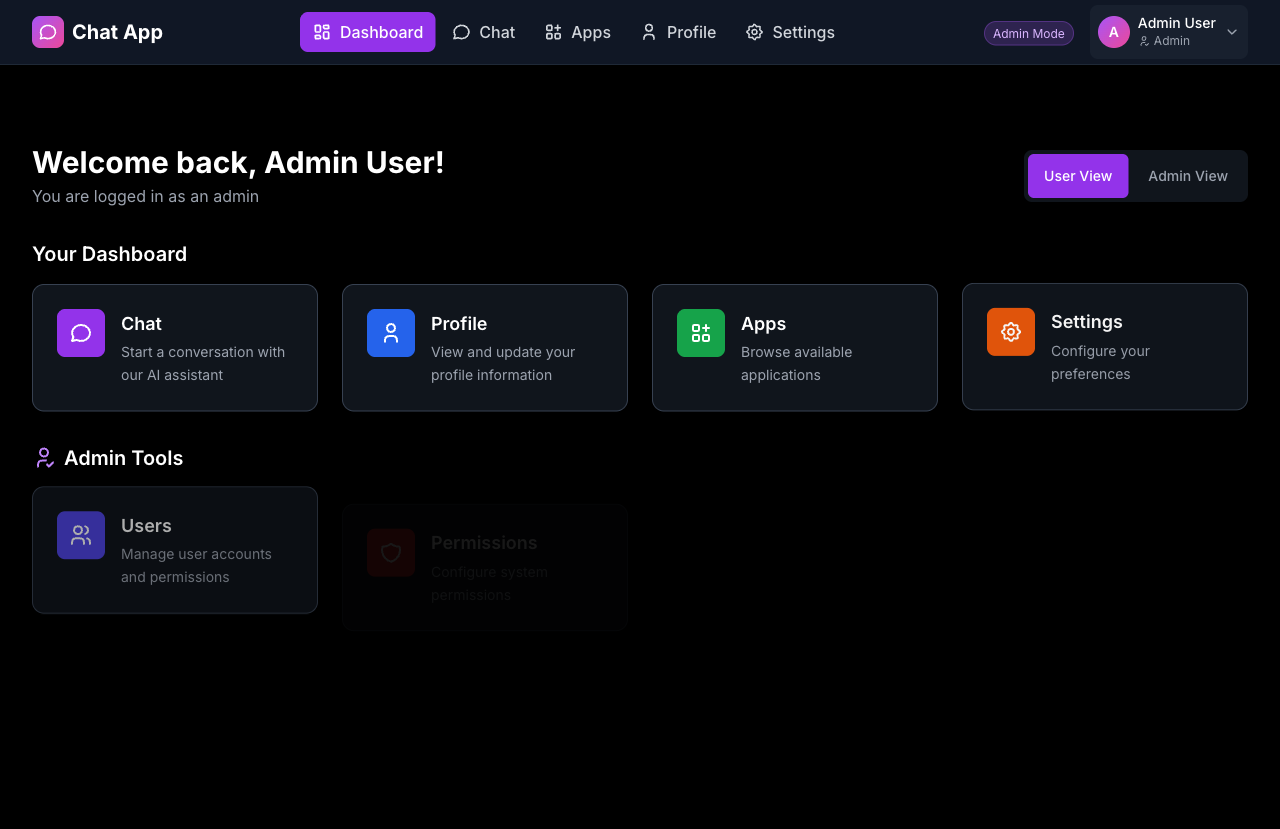 Chat App
Dashboard
Chat
Apps
Profile
Settings
Admin Mode
A
Admin User
Admin
Welcome back, Admin User!
You are logged in as an admin
User View
Admin View
Your Dashboard
Chat
Start a conversation with
our AI assistant
Profile
View and update your
profile information
Apps
Browse available
applications
Settings
Configure your
preferences
Admin Tools
Users
Manage user accounts
and permissions
Permissions
Configure system
permissions